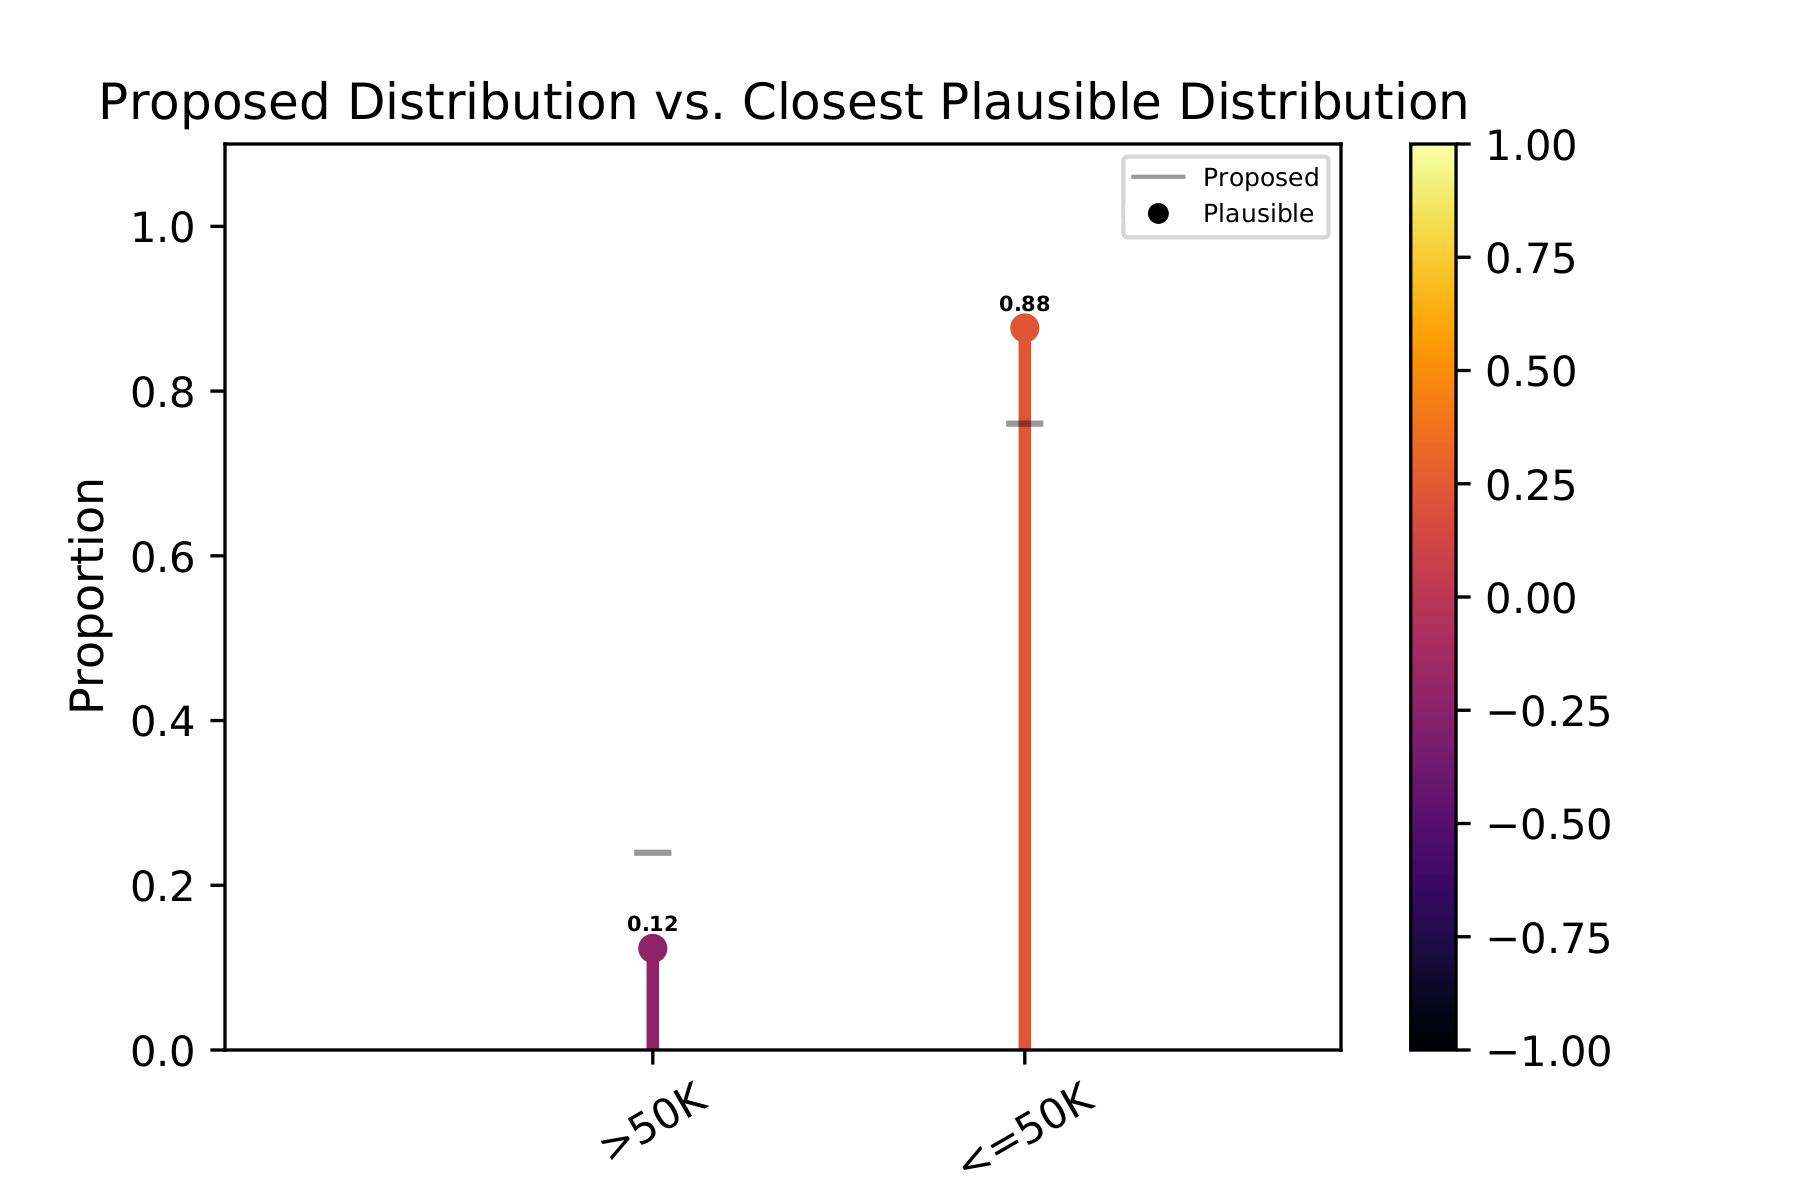 Proposed Distribution vs. Closest Plausible Distribution
Proposed
Plausible
Proportion
1.0
0.8
0.6
0.4
0.2
0.0
0.12
0.88
>50K
<=50K
1.00
0.75
0.50
0.25
0.00
−0.25
−0.50
−0.75
−1.00